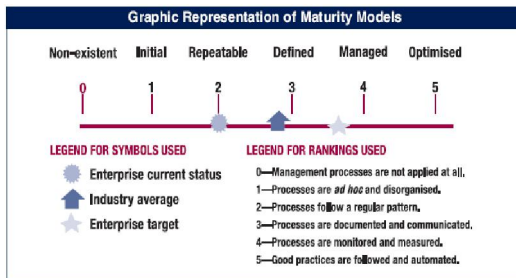 Graphic Representation of Maturity Models
Non-existent Initial Repeatable Defined Managed Optimised
0 1 2 3 4 5
LEGEND FOR SYMBOLS USED
Enterprise current status
Industry average
Enterprise target
LEGEND FOR RANKINGS USED
0—Management processes are not applied at all.
1—Processes are ad hoc and disorganised.
2—Processes follow a regular pattern.
3—Processes are documented and communicated.
4—Processes are monitored and measured.
5—Good practices are followed and automated.